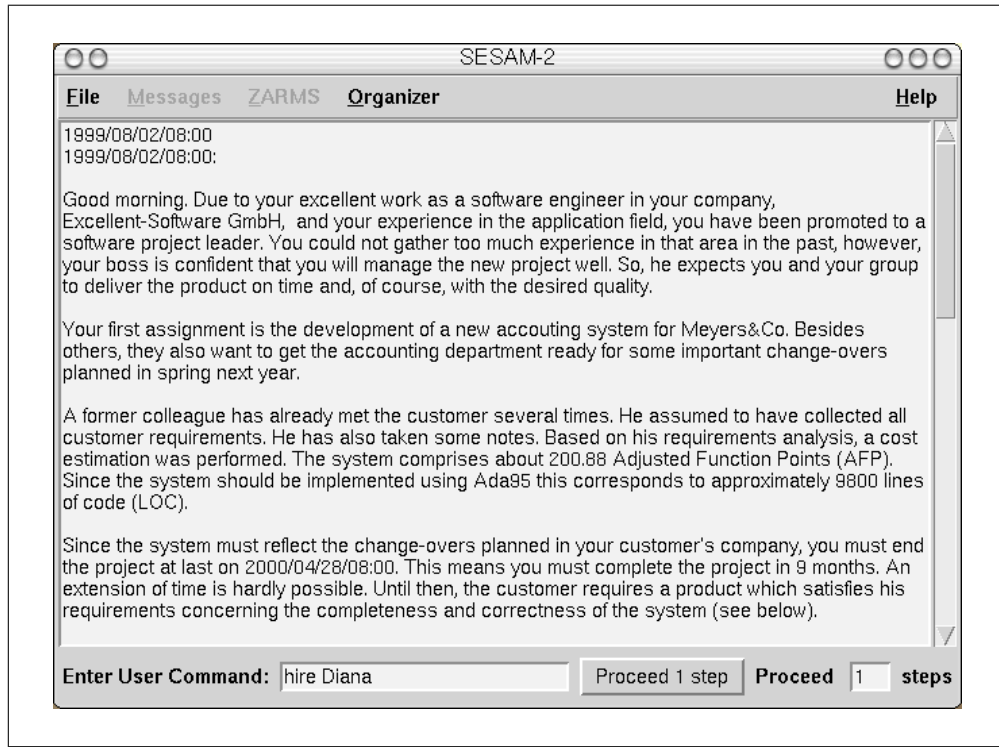 SESAM-2
File Messages ZARMS Organizer Help
1999/08/02/08:00
1999/08/02/08:00:
Good morning. Due to your excellent work as a software engineer in your company,
Excellent-Software GmbH, and your experience in the application field, you have been promoted to a
software project leader. You could not gather too much experience in that area in the past, however,
your boss is confident that you will manage the new project well. So, he expects you and your group
to deliver the product on time and, of course, with the desired quality.
Your first assignment is the development of a new accouting system for Meyers&Co. Besides
others, they also want to get the accounting department ready for some important change-overs
planned in spring next year.
A former colleague has already met the customer several times. He assumed to have collected all
customer requirements. He has also taken some notes. Based on his requirements analysis, a cost
estimation was performed. The system comprises about 200.88 Adjusted Function Points (AFP).
Since the system should be implemented using Ada95 this corresponds to approximately 9800 lines
of code (LOC).
Since the system must reflect the change-overs planned in your customer's company, you must end
the project at last on 2000/04/28/08:00. This means you must complete the project in 9 months. An
extension of time is hardly possible. Until then, the customer requires a product which satisfies his
requirements concerning the completeness and correctness of the system (see below).
Enter User Command: hire Diana Proceed 1 step Proceed 1 steps